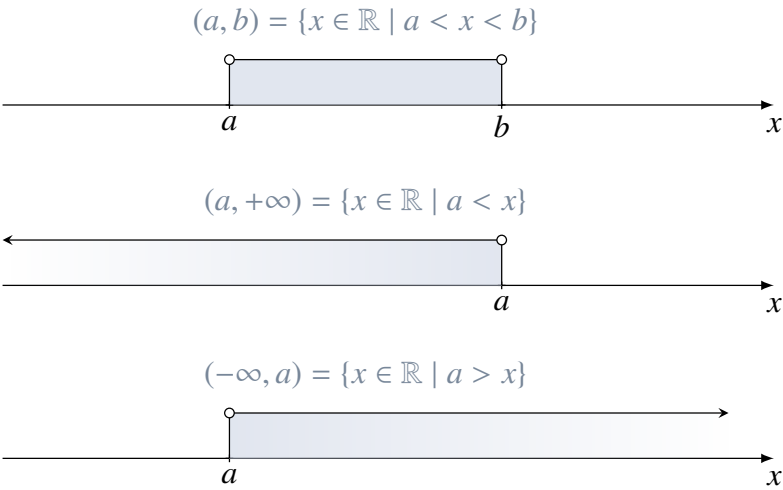 (a, b) = {x ∈ ℝ | a < x < b}
a b x
(a, +∞) = {x ∈ ℝ | a < x}
a x
(−∞, a) = {x ∈ ℝ | a > x}
a x